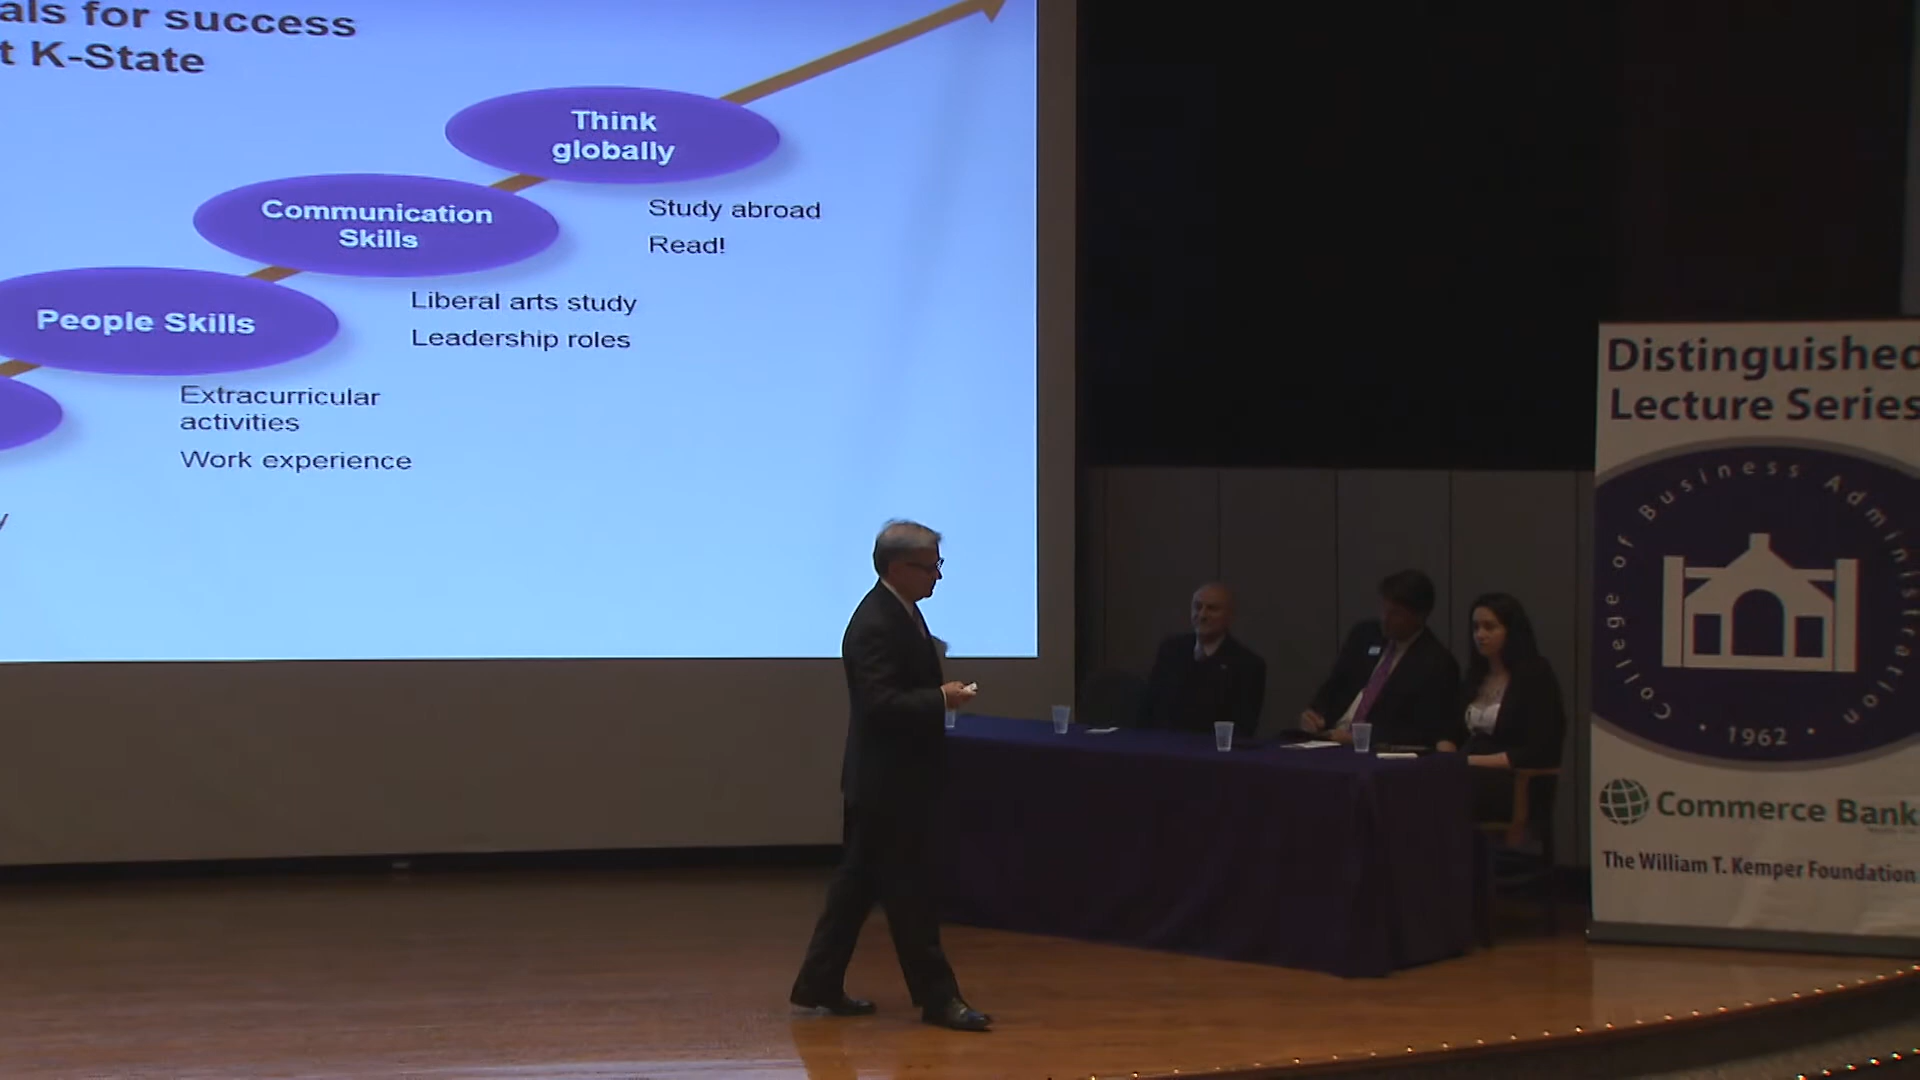 als for success
t K-State
Think
globally
Study abroad
Read!
Communication
Skills
Liberal arts study
Leadership roles
People Skills
Extracurricular
activities
Work experience
y
Distinguished
Lecture Series
College of Business Administration
• 1962 •
Commerce Bank
The William T. Kemper Foundation